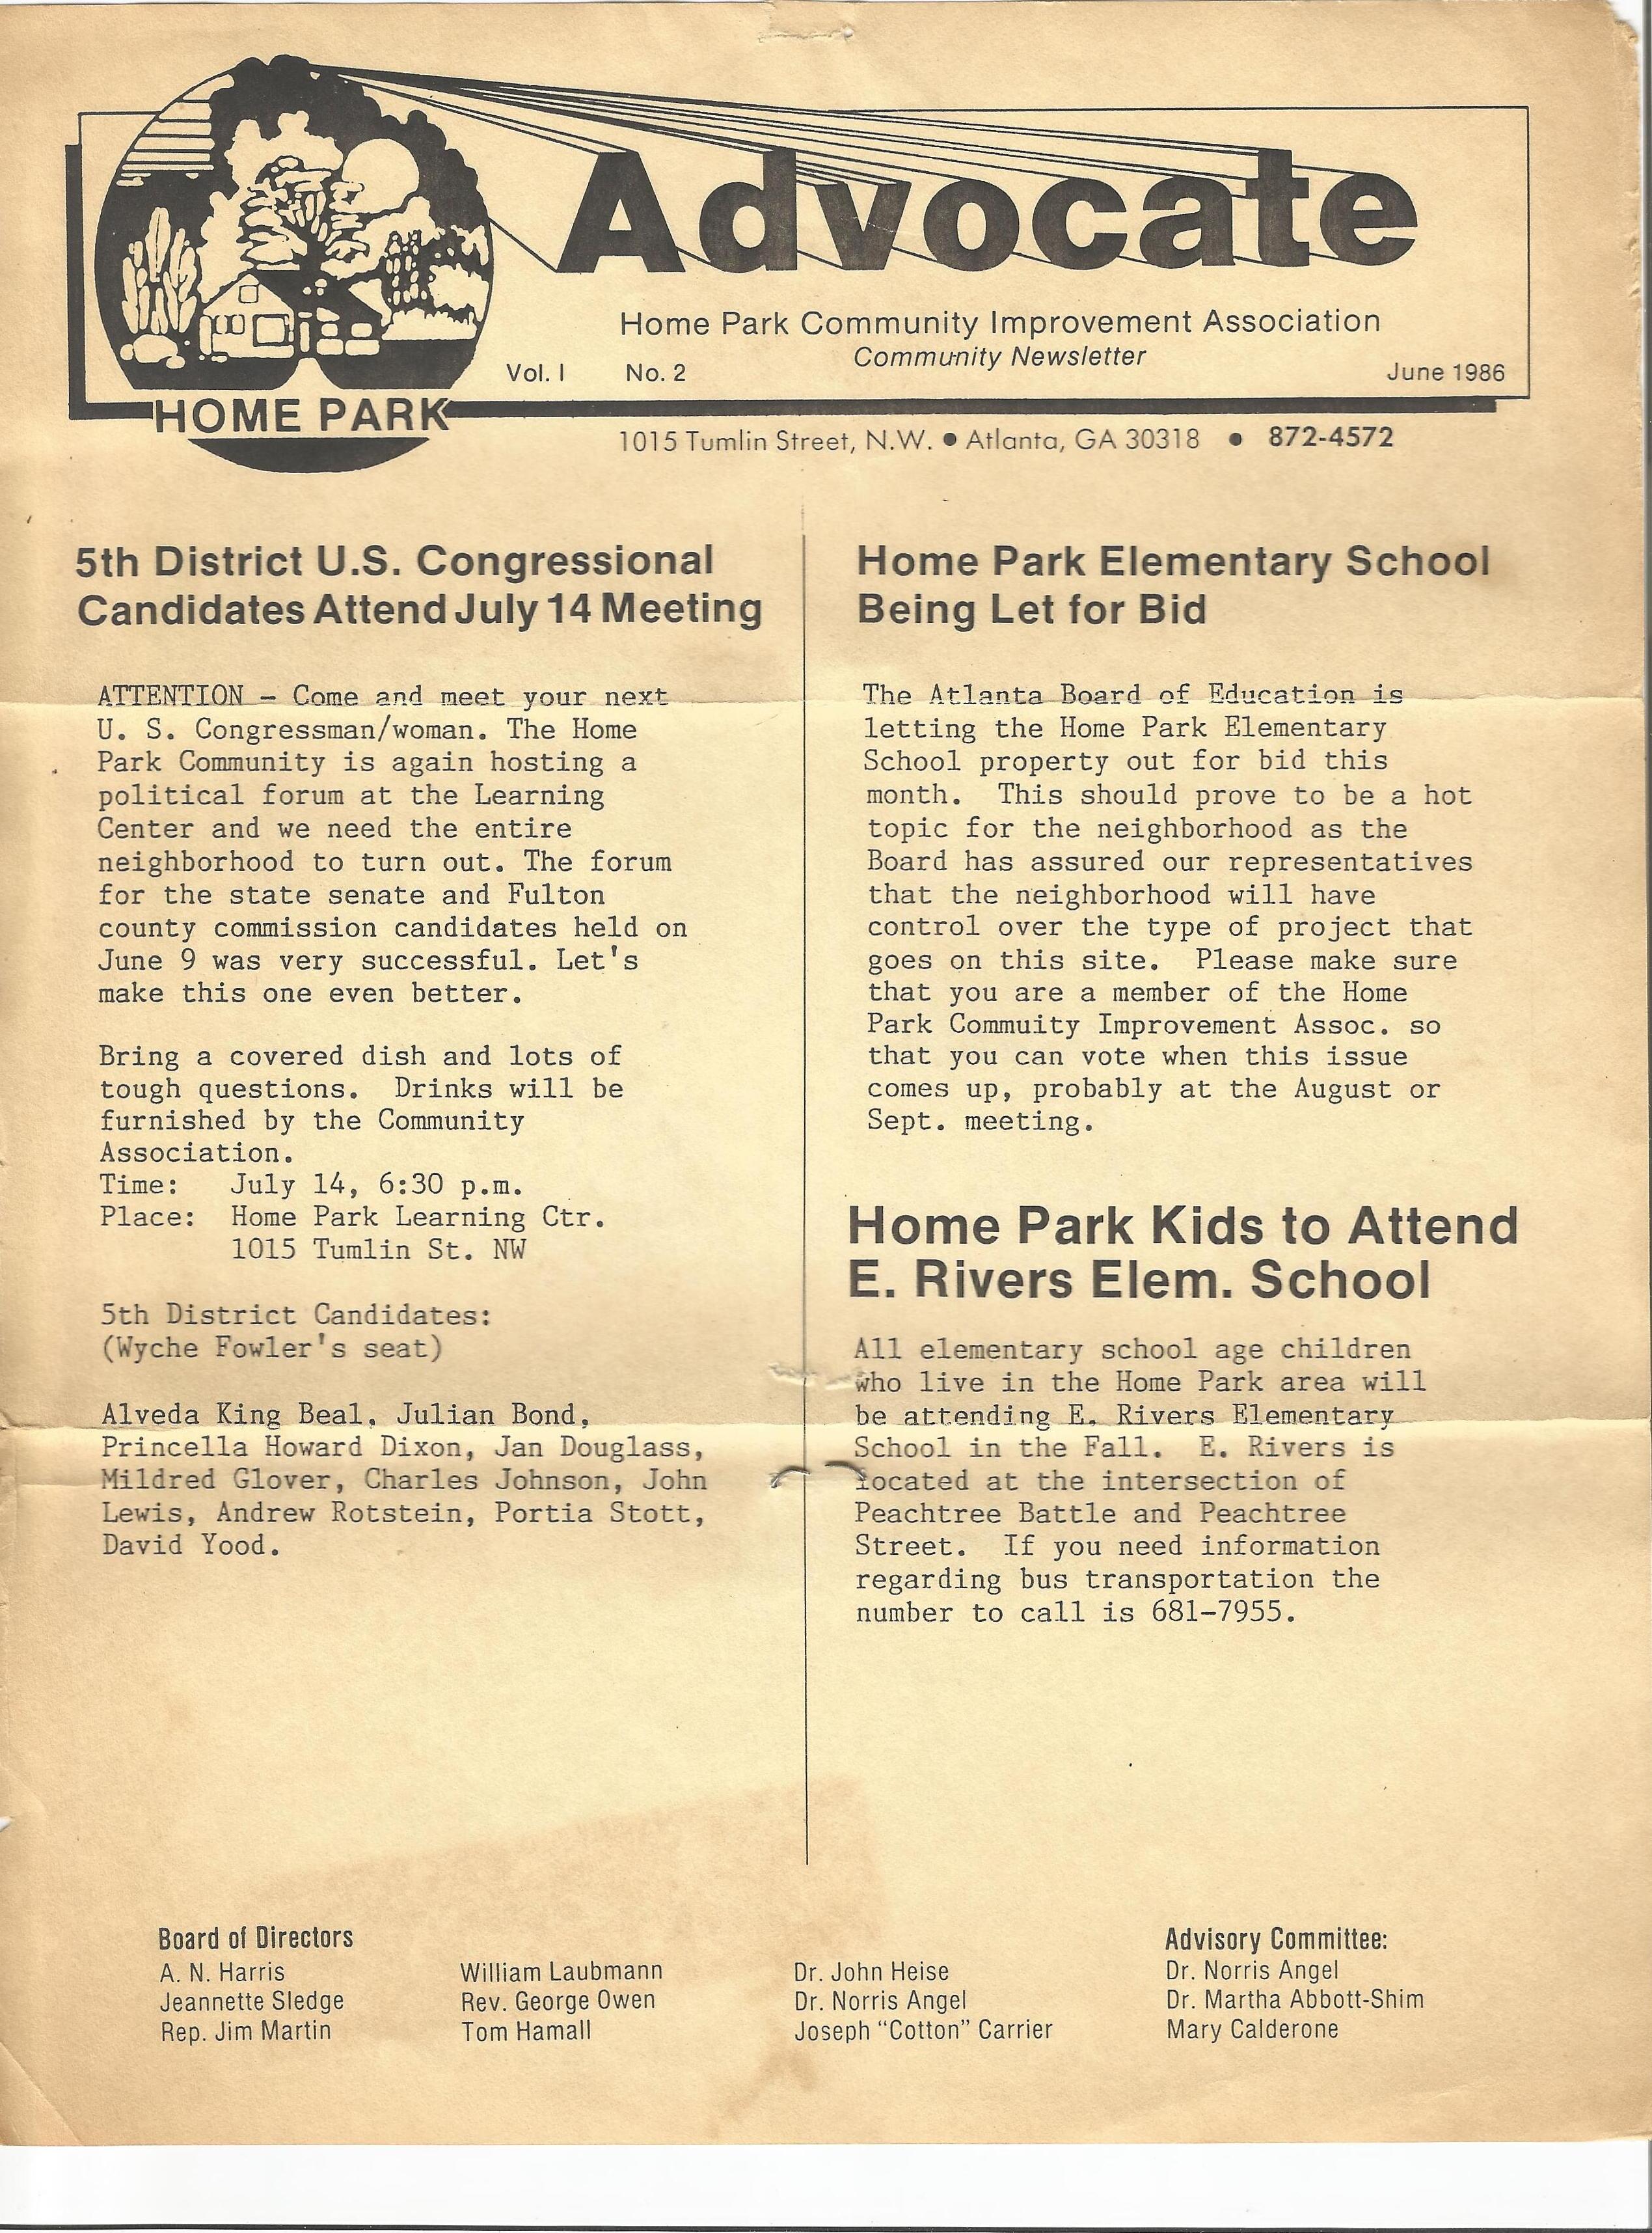 Advocate
Home Park Community Improvement Association
Community Newsletter
Vol. I No. 2 June 1986
HOME PARK
1015 Tumlin Street, N.W. ● Atlanta, GA 30318 ● 872-4572
5th District U.S. Congressional
Candidates Attend July 14 Meeting
ATTENTION - Come and meet your next
U. S. Congressman/woman. The Home
Park Community is again hosting a
political forum at the Learning
Center and we need the entire
neighborhood to turn out. The forum
for the state senate and Fulton
county commission candidates held on
June 9 was very successful. Let's
make this one even better.
Bring a covered dish and lots of
tough questions. Drinks will be
furnished by the Community
Association.
Time: July 14, 6:30 p.m.
Place: Home Park Learning Ctr.
1015 Tumlin St. NW
5th District Candidates:
(Wyche Fowler's seat)
Alveda King Beal, Julian Bond,
Princella Howard Dixon, Jan Douglass,
Mildred Glover, Charles Johnson, John
Lewis, Andrew Rotstein, Portia Stott,
David Yood.
Home Park Elementary School
Being Let for Bid
The Atlanta Board of Education is
letting the Home Park Elementary
School property out for bid this
month. This should prove to be a hot
topic for the neighborhood as the
Board has assured our representatives
that the neighborhood will have
control over the type of project that
goes on this site. Please make sure
that you are a member of the Home
Park Commuity Improvement Assoc. so
that you can vote when this issue
comes up, probably at the August or
Sept. meeting.
Home Park Kids to Attend
E. Rivers Elem. School
All elementary school age children
who live in the Home Park area will
be attending E. Rivers Elementary
School in the Fall. E. Rivers is
located at the intersection of
Peachtree Battle and Peachtree
Street. If you need information
regarding bus transportation the
number to call is 681-7955.
Board of Directors
A. N. Harris
Jeannette Sledge
Rep. Jim Martin
William Laubmann
Rev. George Owen
Tom Hamall
Dr. John Heise
Dr. Norris Angel
Joseph "Cotton" Carrier
Advisory Committee:
Dr. Norris Angel
Dr. Martha Abbott-Shim
Mary Calderone